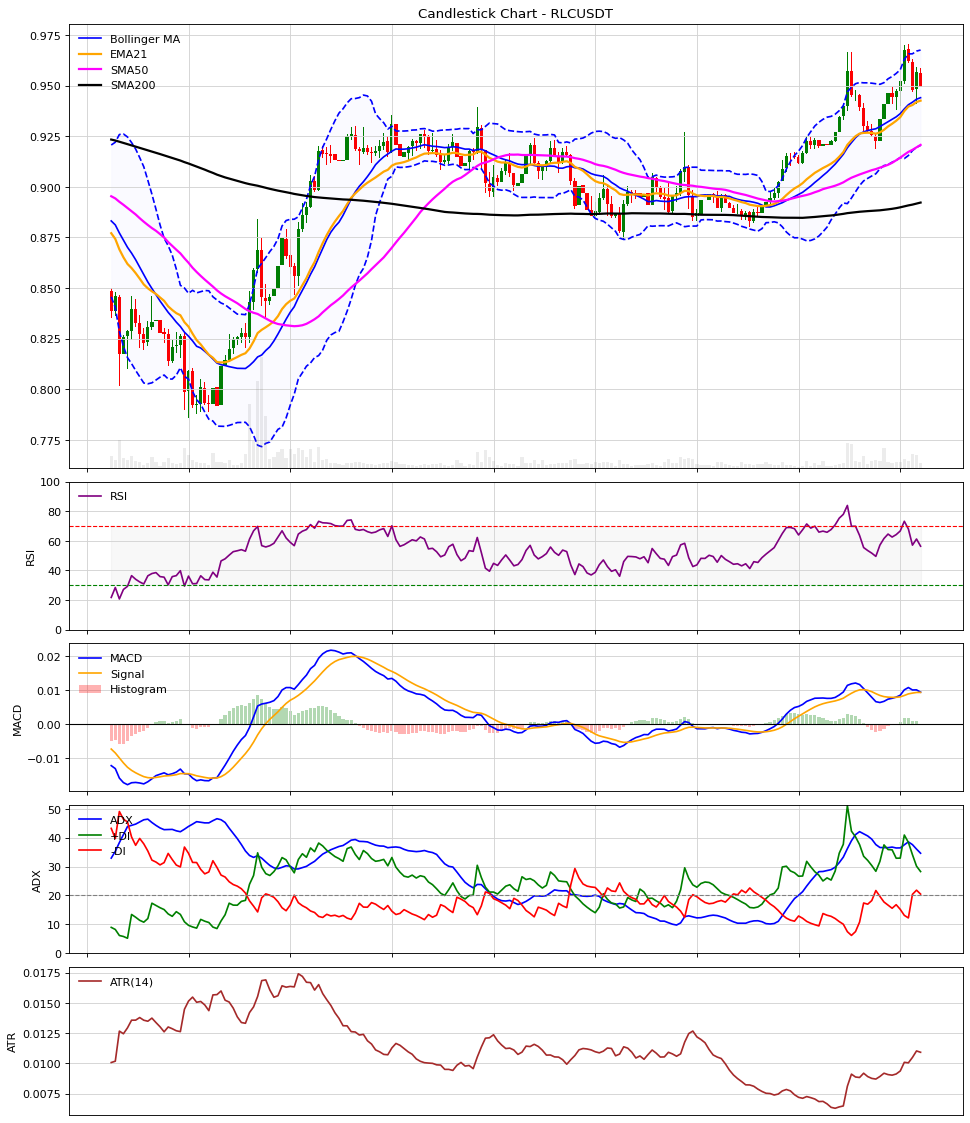 Candlestick Chart - RLCUSDT
0.975
0.950
0.925
0.900
0.875
0.850
0.825
0.800
0.775
Bollinger MA
EMA21
SMA50
SMA200
100
80
60
40
20
0
RSI
RSI
0.02
0.01
0.00
−0.01
MACD
MACD
Signal
Histogram
50
40
30
20
10
0
ADX
ADX
+DI
-DI
0.0175
0.0150
0.0125
0.0100
0.0075
ATR
ATR(14)